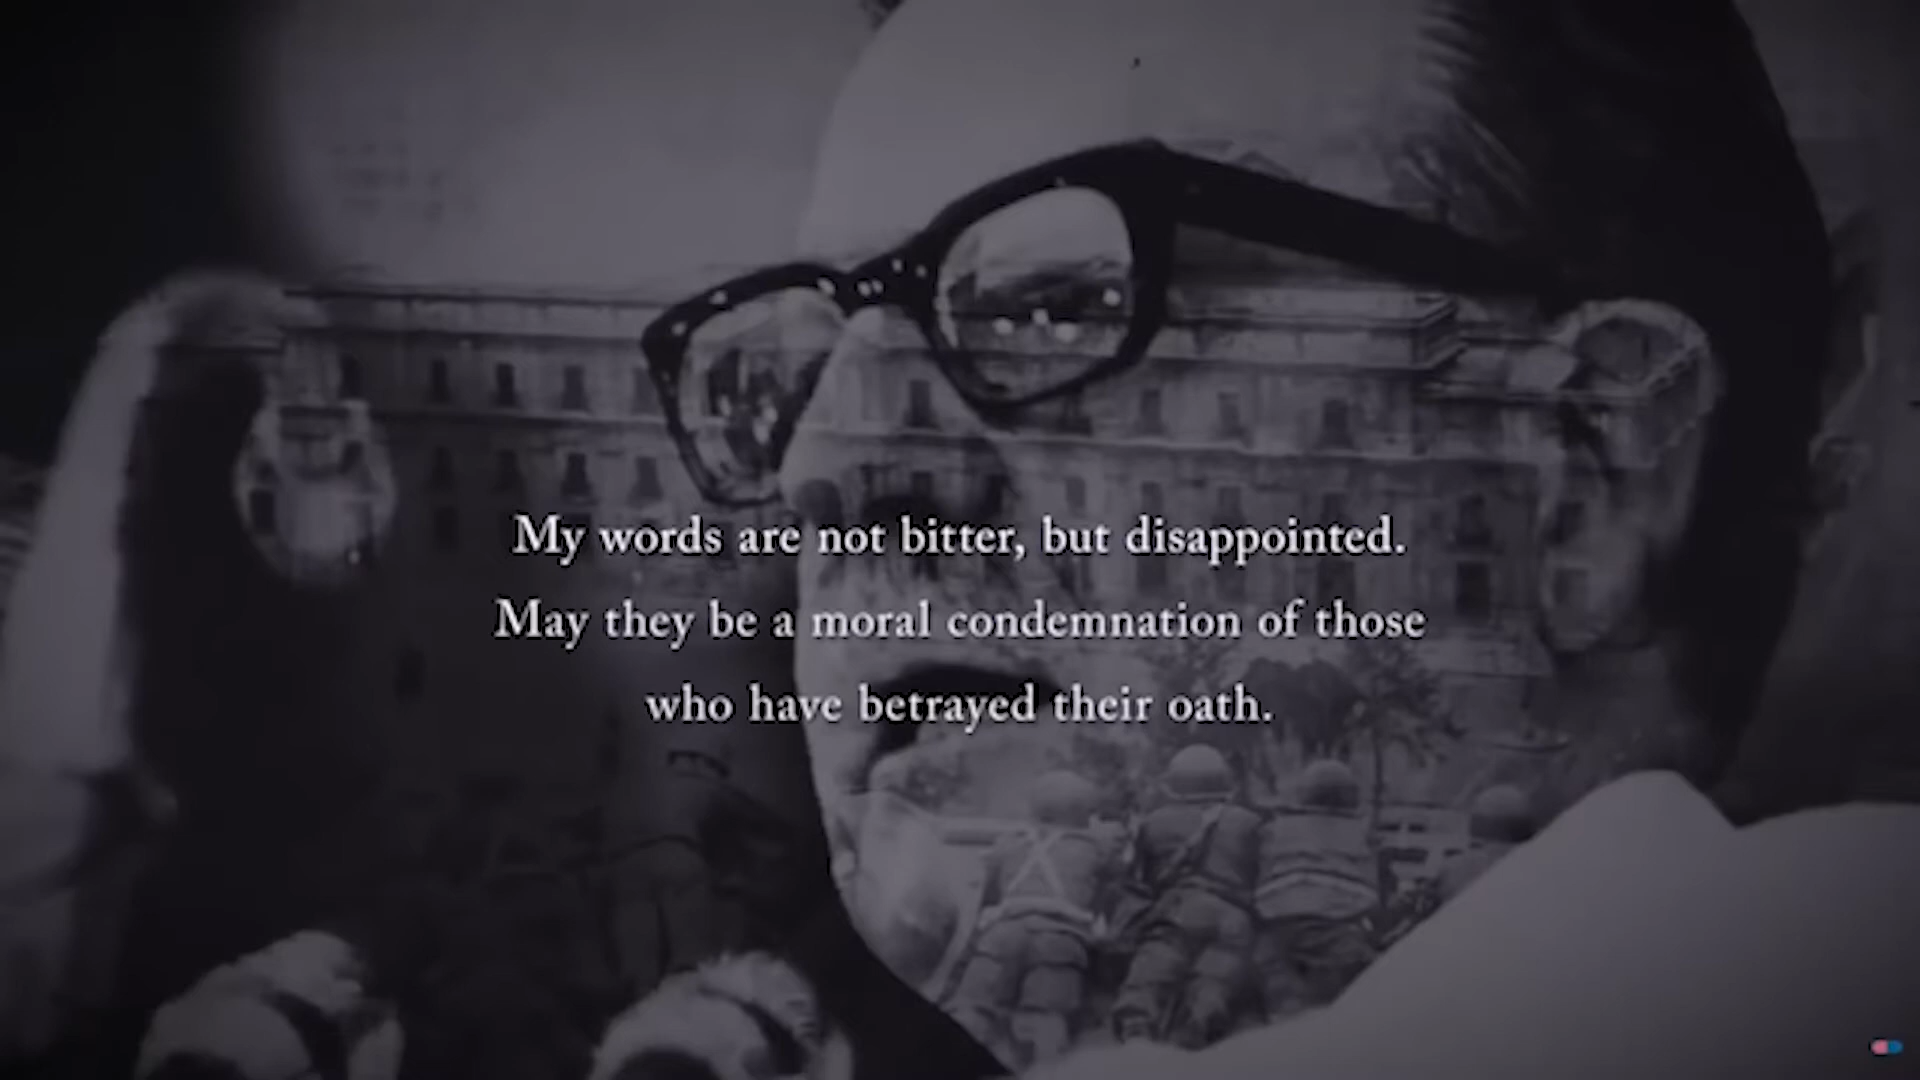 My words are not bitter, but disappointed.
May they be a moral condemnation of those
who have betrayed their oath.